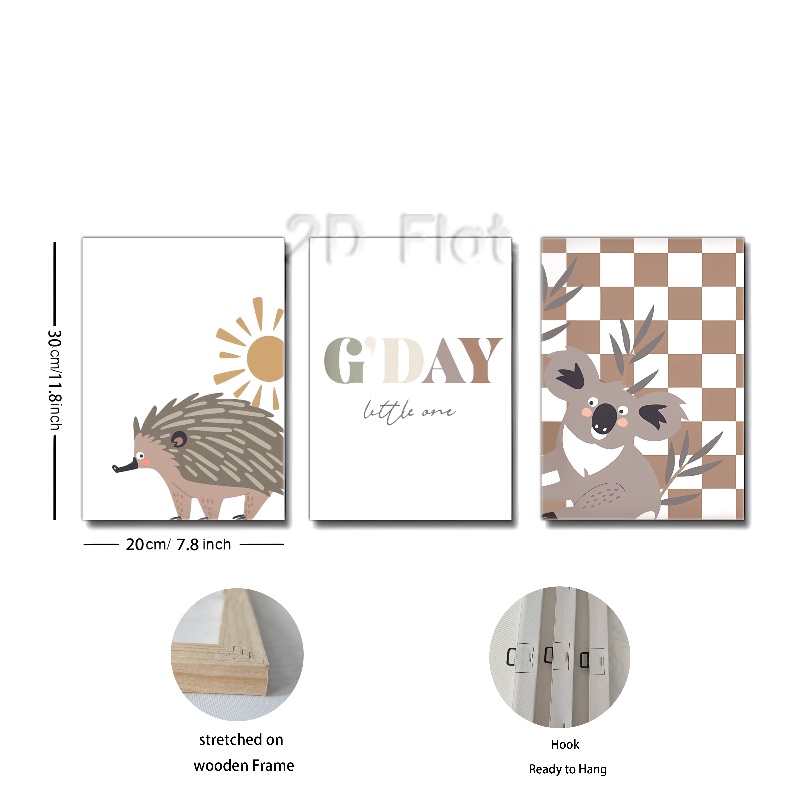 2D Flat
30cm/11.8inch
G'DAY
little one
20cm/ 7.8 inch
stretched on
wooden Frame
Hook
Ready to Hang